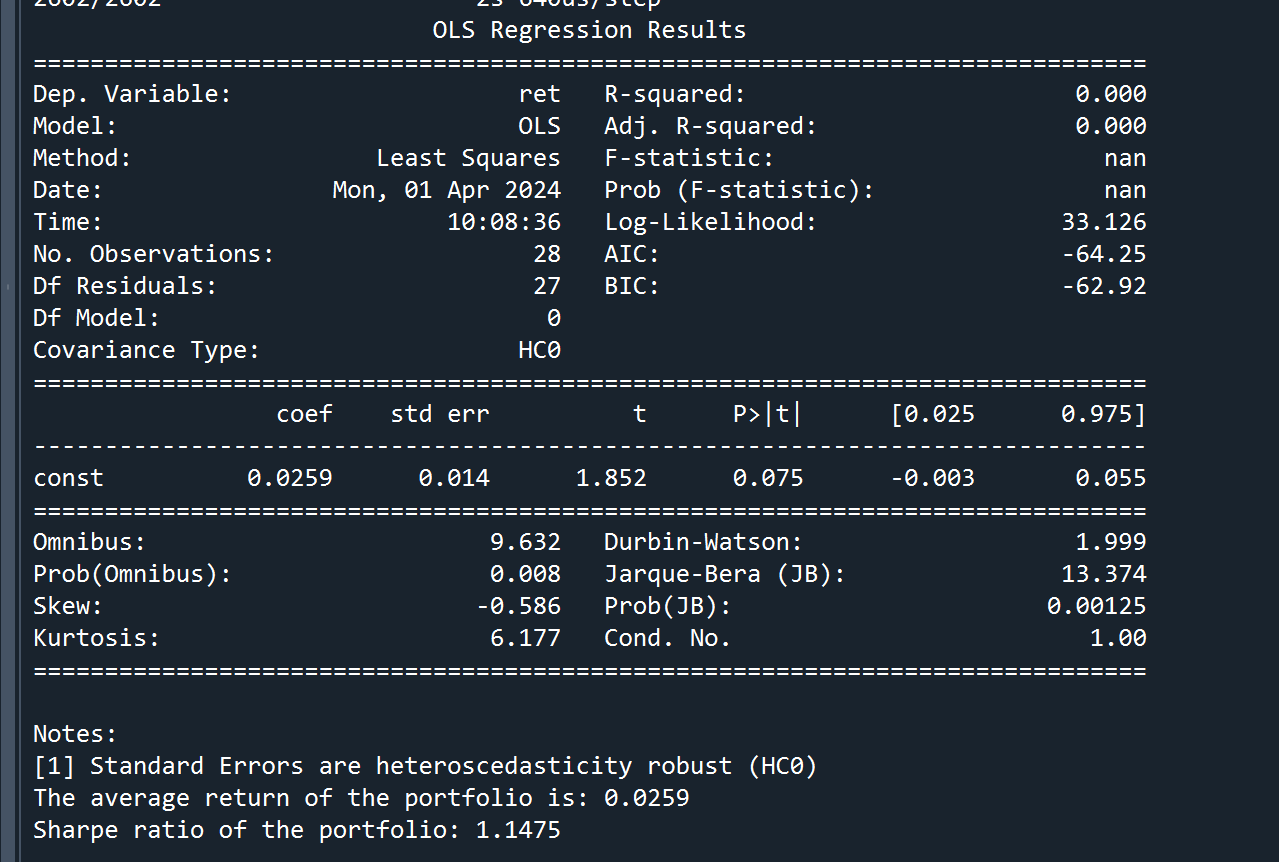 OLS Regression Results
==============================================================================
Dep. Variable: ret R-squared: 0.000
Model: OLS Adj. R-squared: 0.000
Method: Least Squares F-statistic: nan
Date: Mon, 01 Apr 2024 Prob (F-statistic): nan
Time: 10:08:36 Log-Likelihood: 33.126
No. Observations: 28 AIC: -64.25
Df Residuals: 27 BIC: -62.92
Df Model: 0
Covariance Type: HC0
==============================================================================
coef std err t P>|t| [0.025 0.975]
------------------------------------------------------------------------------
const 0.0259 0.014 1.852 0.075 -0.003 0.055
==============================================================================
Omnibus: 9.632 Durbin-Watson: 1.999
Prob(Omnibus): 0.008 Jarque-Bera (JB): 13.374
Skew: -0.586 Prob(JB): 0.00125
Kurtosis: 6.177 Cond. No. 1.00
==============================================================================
Notes:
[1] Standard Errors are heteroscedasticity robust (HC0)
The average return of the portfolio is: 0.0259
Sharpe ratio of the portfolio: 1.1475